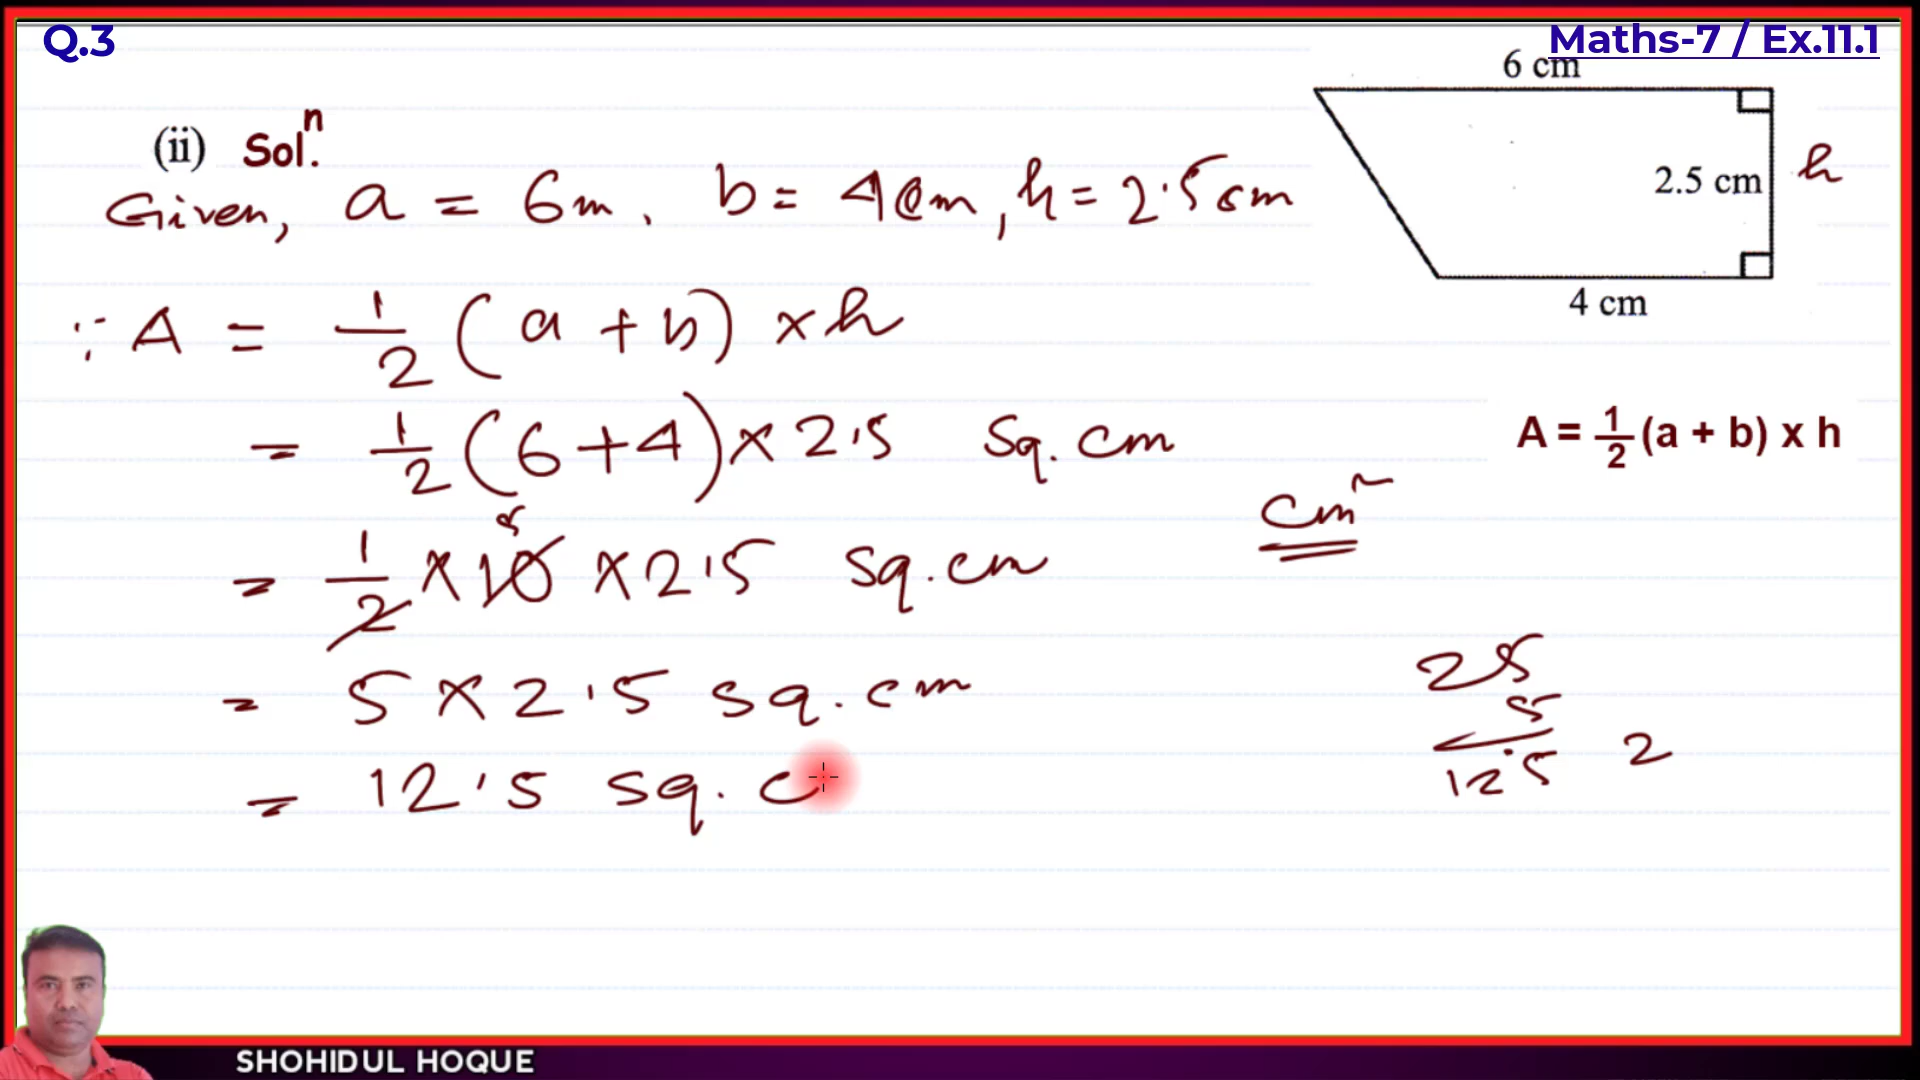 Q.3
Maths-7 / Ex.11.1
6 cm
(ii) Solⁿ.
2.5 cm h
Given, a = 6m, b = 4cm, h = 2.5cm
4 cm
∵ A = 1/2 (a + b) × h
A = 1/2 (a + b) x h
= 1/2 (6+4) × 2.5 Sq. cm
cm²
5
= 1/2 × 10 × 2.5 sq. cm
= 5 × 2.5 sq. cm
25
5
12.5 2
= 12.5 sq. c
SHOHIDUL HOQUE